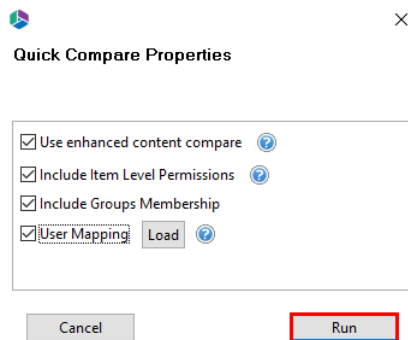 Quick Compare Properties
Use enhanced content compare ?
Include Item Level Permissions ?
Include Groups Membership
User Mapping Load ?
Cancel Run